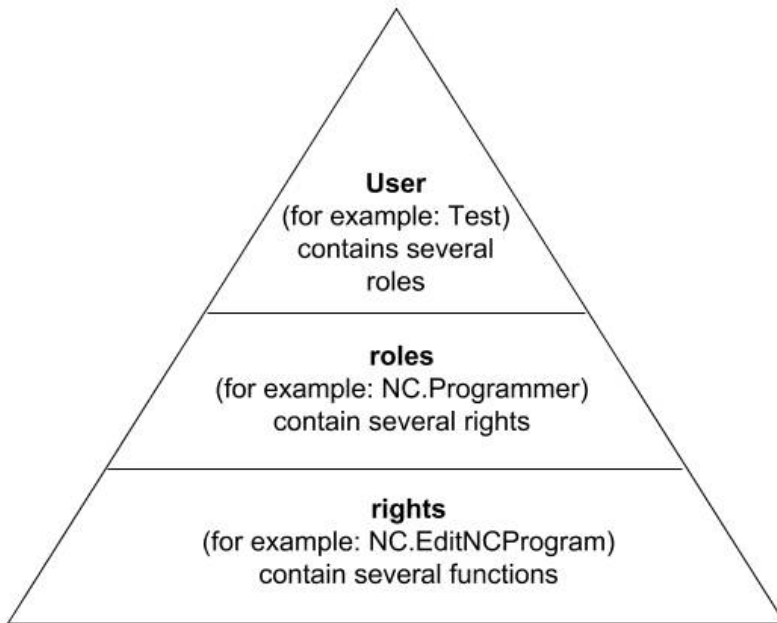 User
(for example: Test)
contains several
roles
roles
(for example: NC.Programmer)
contain several rights
rights
(for example: NC.EditNCProgram)
contain several functions